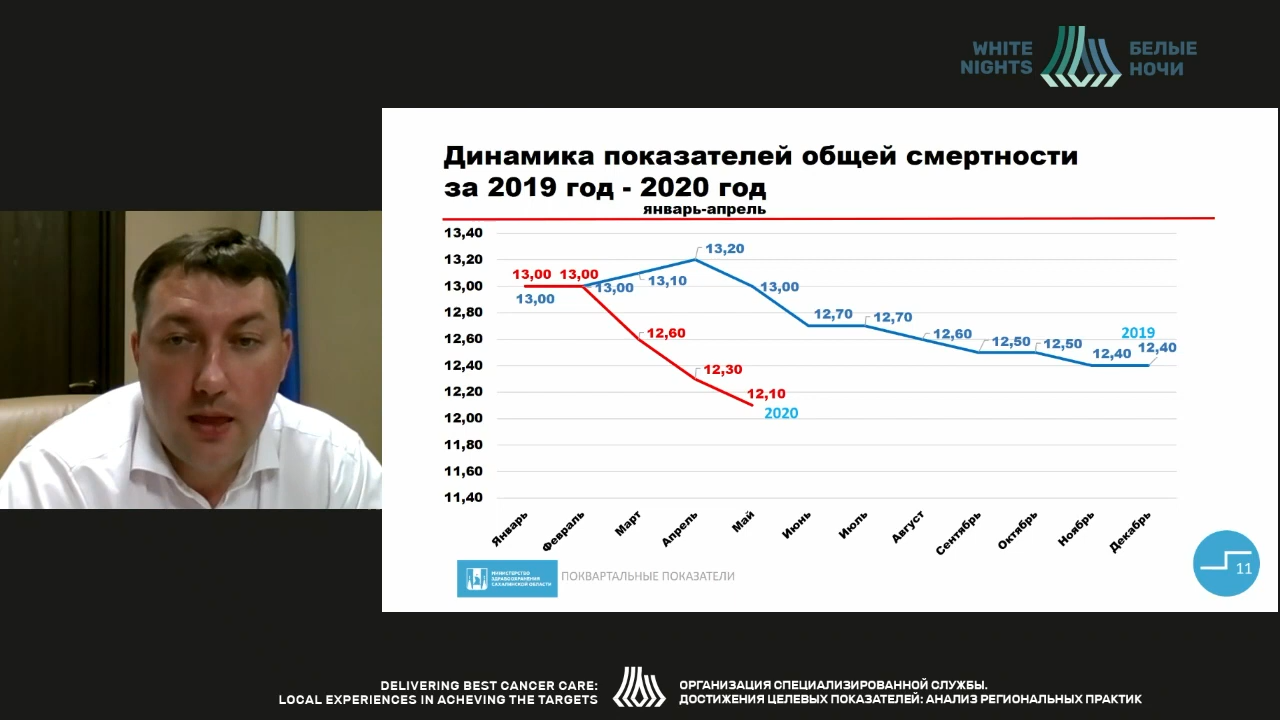 WHITE
NIGHTS
БЕЛЫЕ
НОЧИ
Динамика показателей общей смертности
за 2019 год - 2020 год
январь-апрель
13,40
13,20
13,00
12,80
12,60
12,40
12,20
12,00
11,80
11,60
11,40
13,00
13,00
12,60
12,30
12,10
2020
13,00
13,00
13,10
13,20
13,00
12,70
12,70
12,60
12,50
12,50
12,40
12,40
2019
Январь
Февраль
Март
Апрель
Май
Июнь
Июль
Август
Сентябрь
Октябрь
Ноябрь
Декабрь
МИНИСТЕРСТВО
ЗДРАВООХРАНЕНИЯ
САХАЛИНСКОЙ ОБЛАСТИ
ПОКВАРТАЛЬНЫЕ ПОКАЗАТЕЛИ
11
DELIVERING BEST CANCER CARE:
LOCAL EXPERIENCES IN ACHEVING THE TARGETS
ОРГАНИЗАЦИЯ СПЕЦИАЛИЗИРОВАННОЙ СЛУЖБЫ.
ДОСТИЖЕНИЯ ЦЕЛЕВЫХ ПОКАЗАТЕЛЕЙ: АНАЛИЗ РЕГИОНАЛЬНЫХ ПРАКТИК